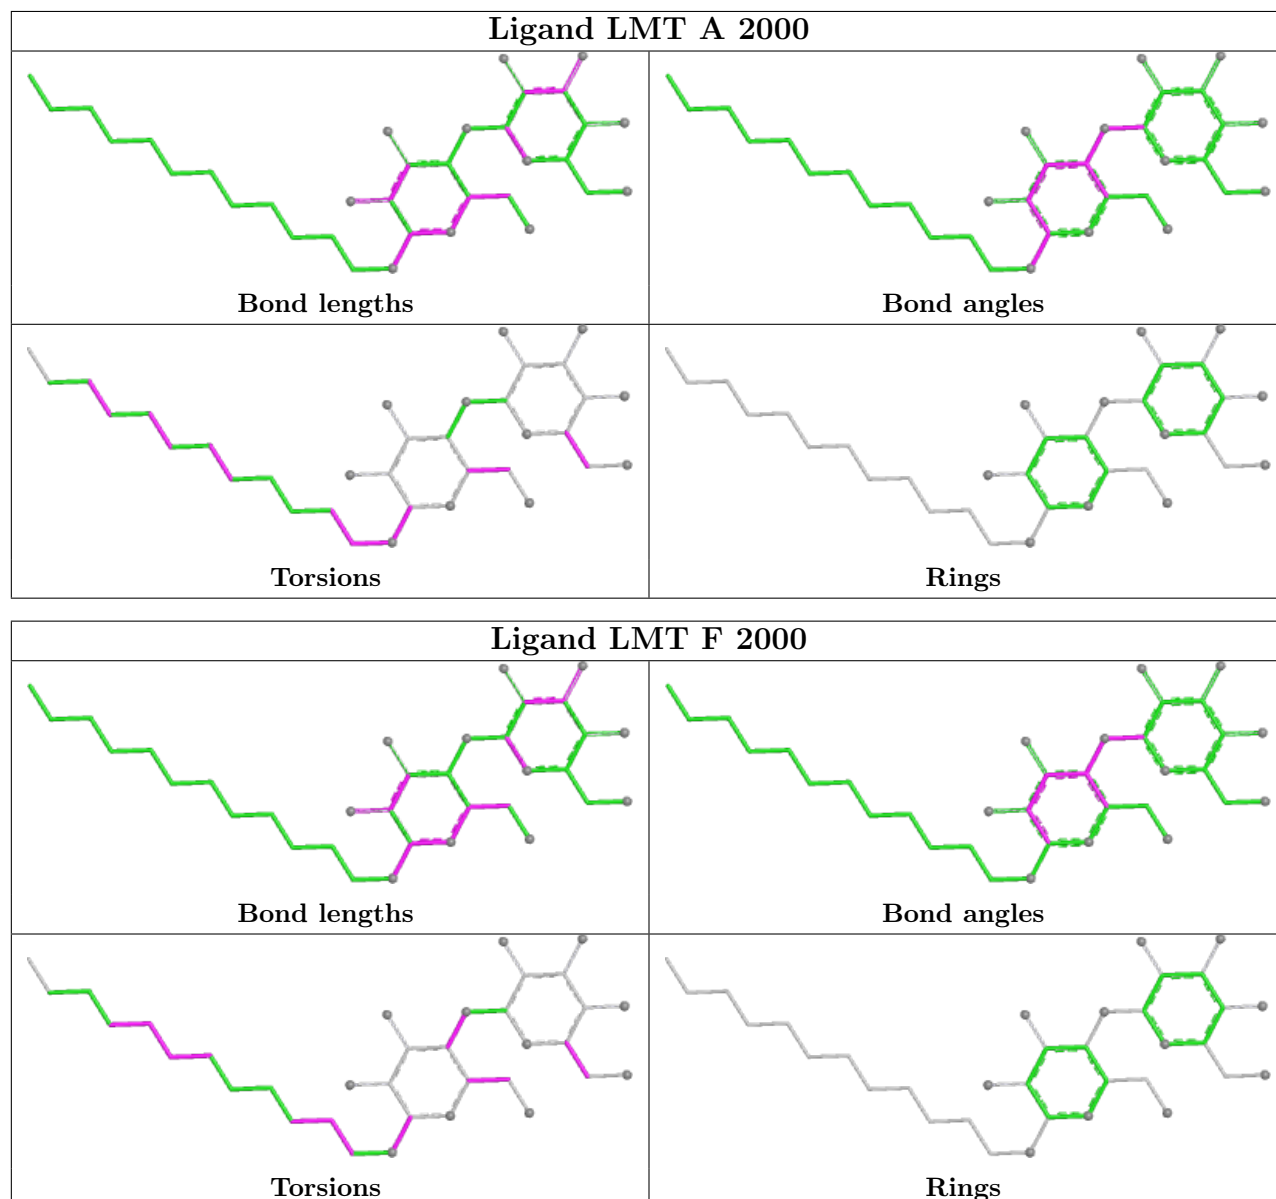 Ligand LMT A 2000
Bond lengths
Bond angles
Torsions
Rings
Ligand LMT F 2000
Bond lengths
Bond angles
Torsions
Rings